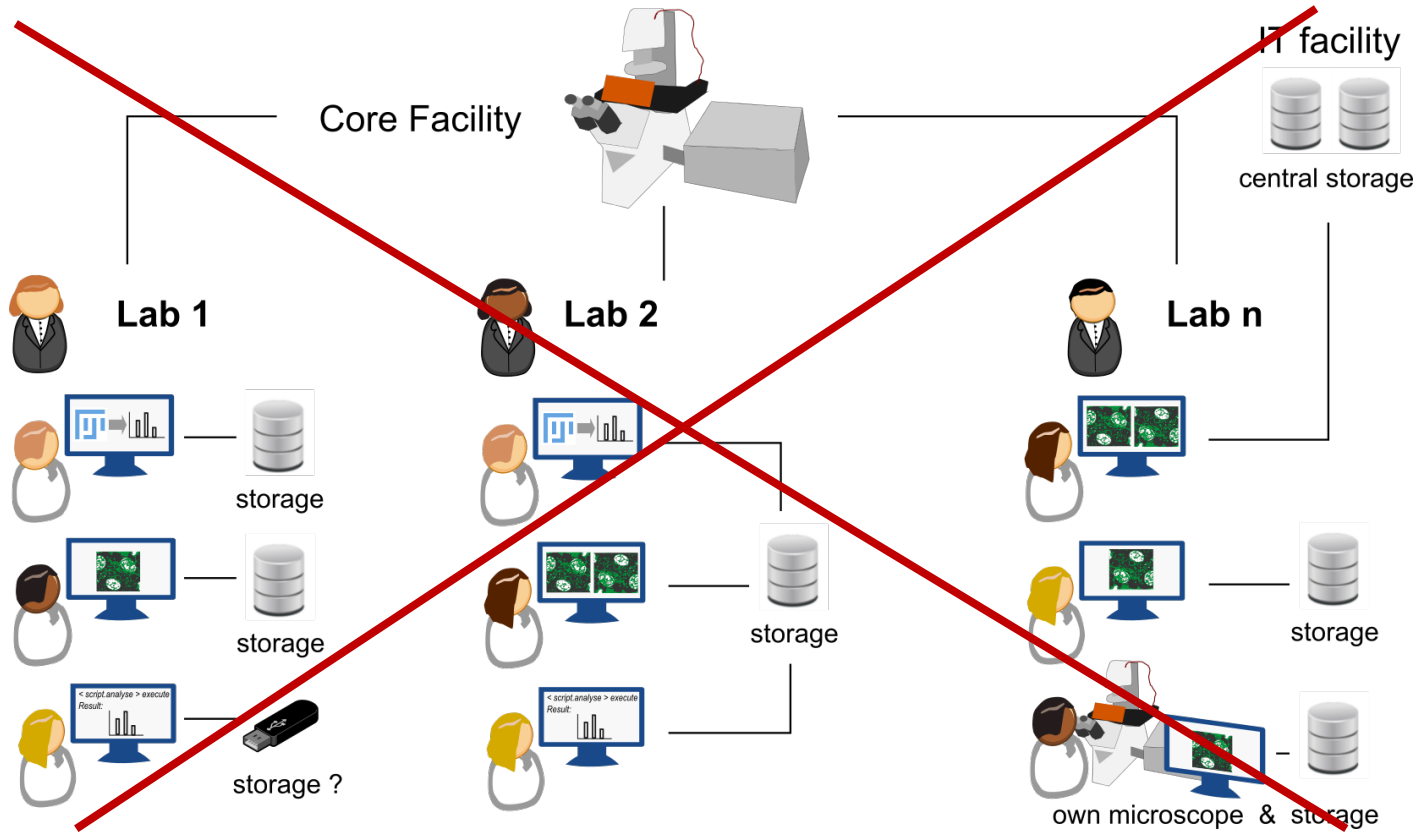 IT facility
Core Facility
central storage
Lab 1
Lab 2
Lab n
storage
storage
storage
storage
< script.analyse > execute
Result:
storage ?
< script.analyse > execute
Result:
own microscope & storage